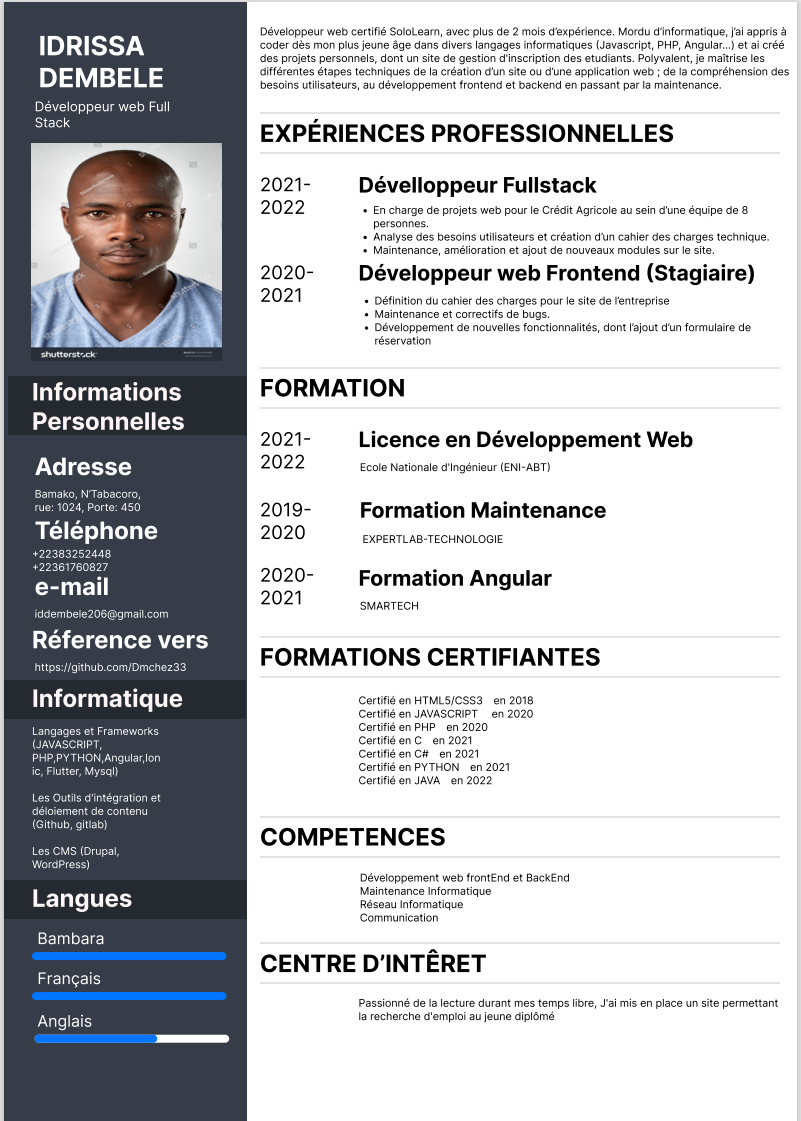 IDRISSA
DEMBELE
Développeur web Full
Stack
shutterstock
Informations
Personnelles
Adresse
Bamako, N'Tabacoro,
rue: 1024, Porte: 450
Téléphone
+22383252448
+22361760827
e-mail
iddembele206@gmail.com
Réference vers
https://github.com/Dmchez33
Informatique
Langages et Frameworks
(JAVASCRIPT,
PHP,PYTHON,Angular,Ion
ic, Flutter, Mysql)
Les Outils d'intégration et
déloiement de contenu
(Github, gitlab)
Les CMS (Drupal,
WordPress)
Langues
Bambara
Français
Anglais
Développeur web certifié SoloLearn, avec plus de 2 mois d'expérience. Mordu d'informatique, j'ai appris à
coder dès mon plus jeune âge dans divers langages informatiques (Javascript, PHP, Angular...) et ai créé
des projets personnels, dont un site de gestion d'inscription des etudiants. Polyvalent, je maîtrise les
différentes étapes techniques de la création d'un site ou d'une application web ; de la compréhension des
besoins utilisateurs, au développement frontend et backend en passant par la maintenance.
EXPÉRIENCES PROFESSIONNELLES
2021-
2022
Dévelloppeur Fullstack
• En charge de projets web pour le Crédit Agricole au sein d'une équipe de 8
personnes.
• Analyse des besoins utilisateurs et création d'un cahier des charges technique.
• Maintenance, amélioration et ajout de nouveaux modules sur le site.
2020-
2021
Développeur web Frontend (Stagiaire)
• Définition du cahier des charges pour le site de l'entreprise
• Maintenance et correctifs de bugs.
• Développement de nouvelles fonctionnalités, dont l'ajout d'un formulaire de
réservation
FORMATION
2021-
2022
Licence en Développement Web
Ecole Nationale d'Ingénieur (ENI-ABT)
2019-
2020
Formation Maintenance
EXPERTLAB-TECHNOLOGIE
2020-
2021
Formation Angular
SMARTECH
FORMATIONS CERTIFIANTES
Certifié en HTML5/CSS3 en 2018
Certifié en JAVASCRIPT en 2020
Certifié en PHP en 2020
Certifié en C en 2021
Certifié en C# en 2021
Certifié en PYTHON en 2021
Certifié en JAVA en 2022
COMPETENCES
Développement web frontEnd et BackEnd
Maintenance Informatique
Réseau Informatique
Communication
CENTRE D'INTÊRET
Passionné de la lecture durant mes temps libre, J'ai mis en place un site permettant
la recherche d'emploi au jeune diplômé